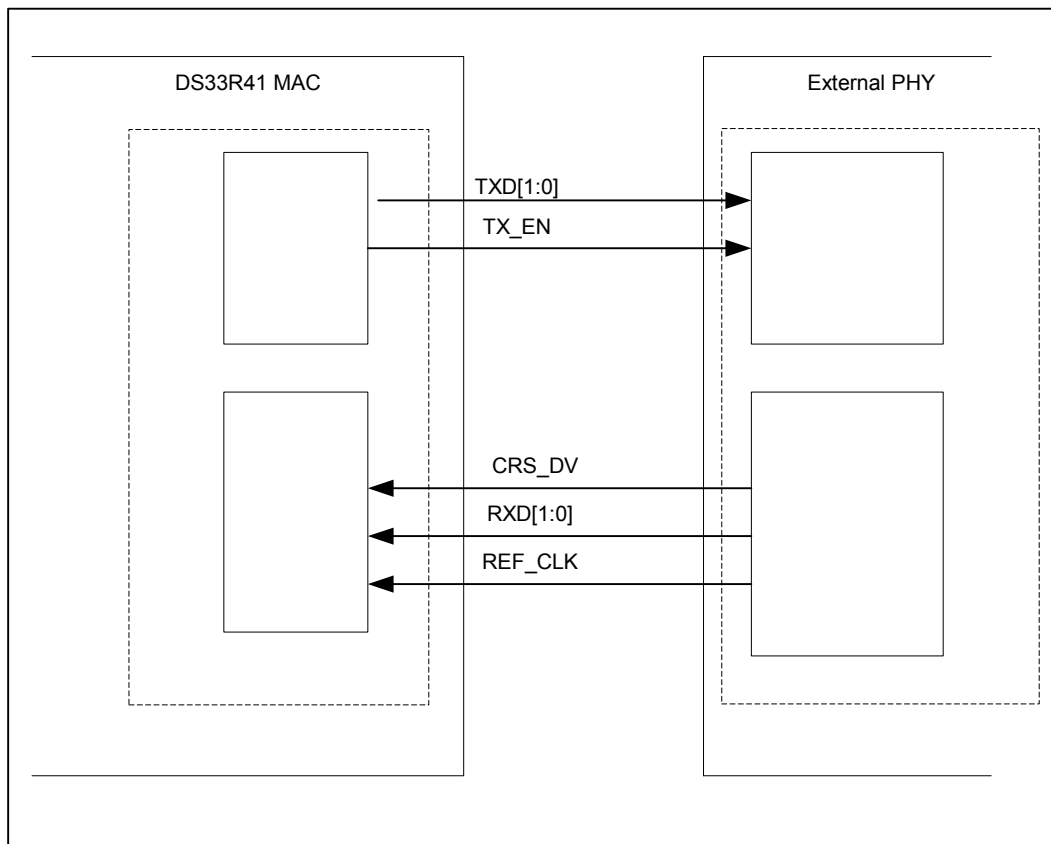 DS33R41 MAC
External PHY
TXD[1:0]
TX_EN
CRS_DV
RXD[1:0]
REF_CLK